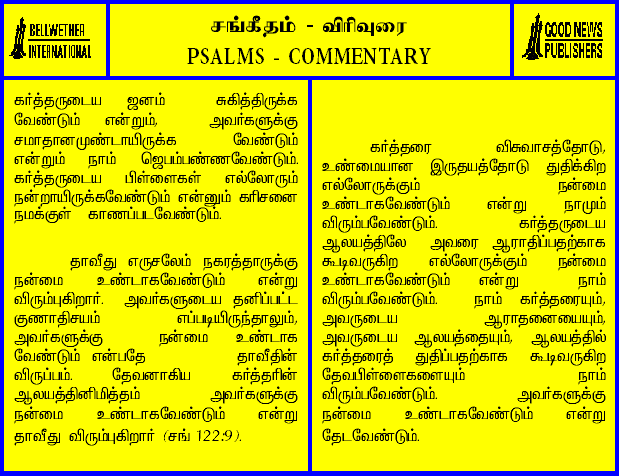 BELLWETHER
INTERNATIONAL
சங்கீதம் - விரிவுரை
PSALMS - COMMENTARY
GOOD NEWS
PUBLISHERS
கர்த்தருடைய ஜனம் சுகித்திருக்க
வேண்டும் என்றும், அவர்களுக்கு
சமாதானமுண்டாயிருக்க வேண்டும்
என்றும் நாம் ஜெபம்பண்ணவேண்டும்.
கர்த்தருடைய பிள்ளைகள் எல்லோரும்
நன்றாயிருக்கவேண்டும் என்னும் கரிசனை
நமக்குள் காணப்படவேண்டும்.
தாவீது எருசலேம் நகரத்தாருக்கு
நன்மை உண்டாகவேண்டும் என்று
விரும்புகிறார். அவர்களுடைய தனிப்பட்ட
குணாதிசயம் எப்படியிருந்தாலும்,
அவர்களுக்கு நன்மை உண்டாக
வேண்டும் என்பதே தாவீதின்
விருப்பம். தேவனாகிய கர்த்தரின்
ஆலயத்தினிமித்தம் அவர்களுக்கு
நன்மை உண்டாகவேண்டும் என்று
தாவீது விரும்புகிறார் (சங் 122:9).
கர்த்தரை விசுவாசத்தோடு,
உண்மையான இருதயத்தோடு துதிக்கிற
எல்லோருக்கும் நன்மை
உண்டாகவேண்டும் என்று நாமும்
விரும்பவேண்டும். கர்த்தருடைய
ஆலயத்திலே அவரை ஆராதிப்பதற்காக
கூடிவருகிற எல்லோருக்கும் நன்மை
உண்டாகவேண்டும் என்று நாம்
விரும்பவேண்டும். நாம் கர்த்தரையும்,
அவருடைய ஆராதனையையும்,
அவருடைய ஆலயத்தையும், ஆலயத்தில்
கர்த்தரைத் துதிப்பதற்காக கூடிவருகிற
தேவபிள்ளைகளையும் நாம்
விரும்பவேண்டும். அவர்களுக்கு
நன்மை உண்டாகவேண்டும் என்று
தேடவேண்டும்.